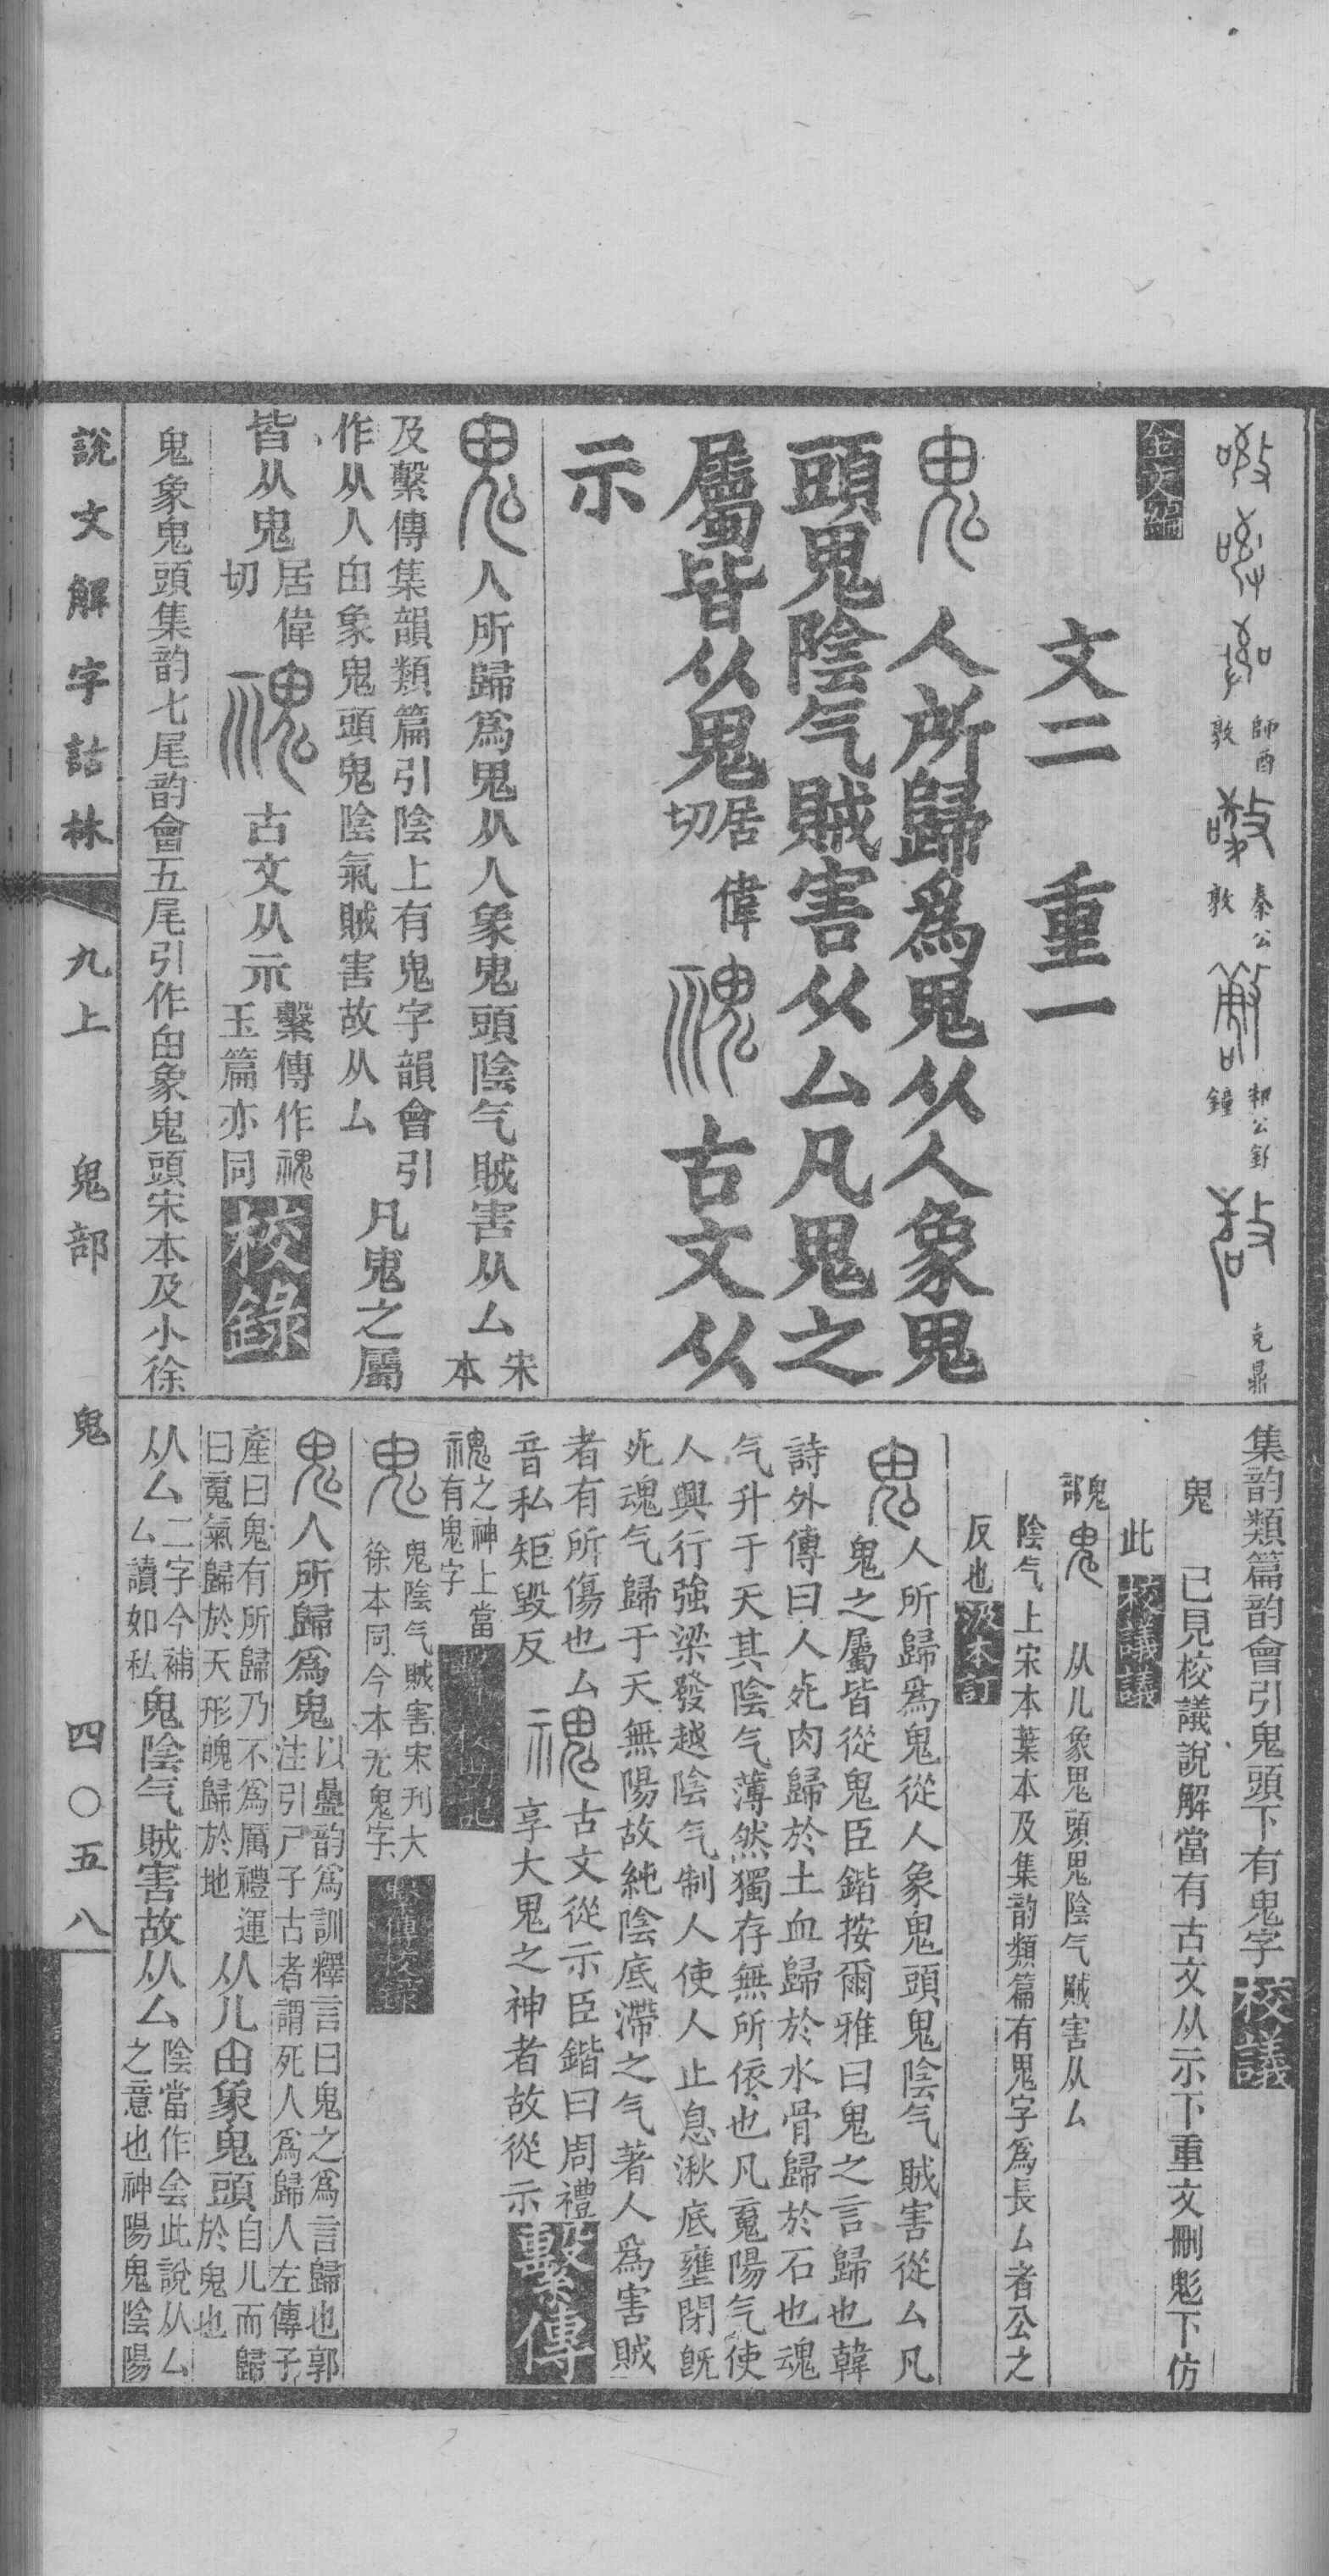 師酉
敦
秦公
敦
邾公釛
鐘
克鼎
金文編
文二 重一
鬼 人所歸爲鬼从人象鬼
頭鬼陰气賊害从厶凡鬼之
屬皆从鬼居偉切 䰠 古文从
示
鬼 人所歸爲鬼从人象鬼頭陰气賊害从厶宋本
及繫傳集韻類篇引陰上有鬼字韻會引
作从人甶象鬼頭鬼陰氣賊害故从厶 凡鬼之屬
皆从鬼居偉切 䰠 古文从示繫傳作䰠玉篇亦同 校錄
鬼象鬼頭集韵七尾韵會五尾引作甶象鬼頭宋本及小徐
集韵類篇韵會引鬼頭下有鬼字 校議
鬼 已見校議說解當有古文从示下重文刪鬽下仿
此 校議議
鬼部 鬼 从儿象鬼頭鬼陰气賊害从厶
陰气上宋本葉本及集韵類篇有鬼字爲長厶者公之
反也 汲本訂
鬼 人所歸爲鬼從人象鬼頭鬼陰气賊害從厶凡
鬼之屬皆從鬼臣鍇按爾雅曰鬼之言歸也韓
詩外傳曰人死肉歸於土血歸於水骨歸於石也魂
气升于天其陰气薄然獨存無所依也凡䰟陽气使
人興行強梁發越陰气制人使人止息湫底壅閉旣
死魂气歸于天無陽故純陰底滯之气著人爲害賊
者有所傷也厶 䰠 古文從示臣鍇曰周禮
音私矩毀反 享大鬼之神者故從示 繫傳
䰠之神上當
有鬼字
鬼 鬼陰气賊害宋刊大
徐本同今本无鬼字 繫傳校錄
鬼 人所歸爲鬼以疊韵爲訓釋言曰鬼之爲言歸也郭
注引尸子古者謂死人爲歸人左傳子
產曰鬼有所歸乃不爲厲禮運
曰䰟氣歸於天形魄歸於地 从儿甶象鬼頭自儿而歸
於鬼也
从厶二字今補
厶讀如私 鬼陰气賊害故从厶陰當作侌此說从厶
之意也神陽鬼陰陽
說文解字詁林 九上 鬼部 鬼 四〇五八